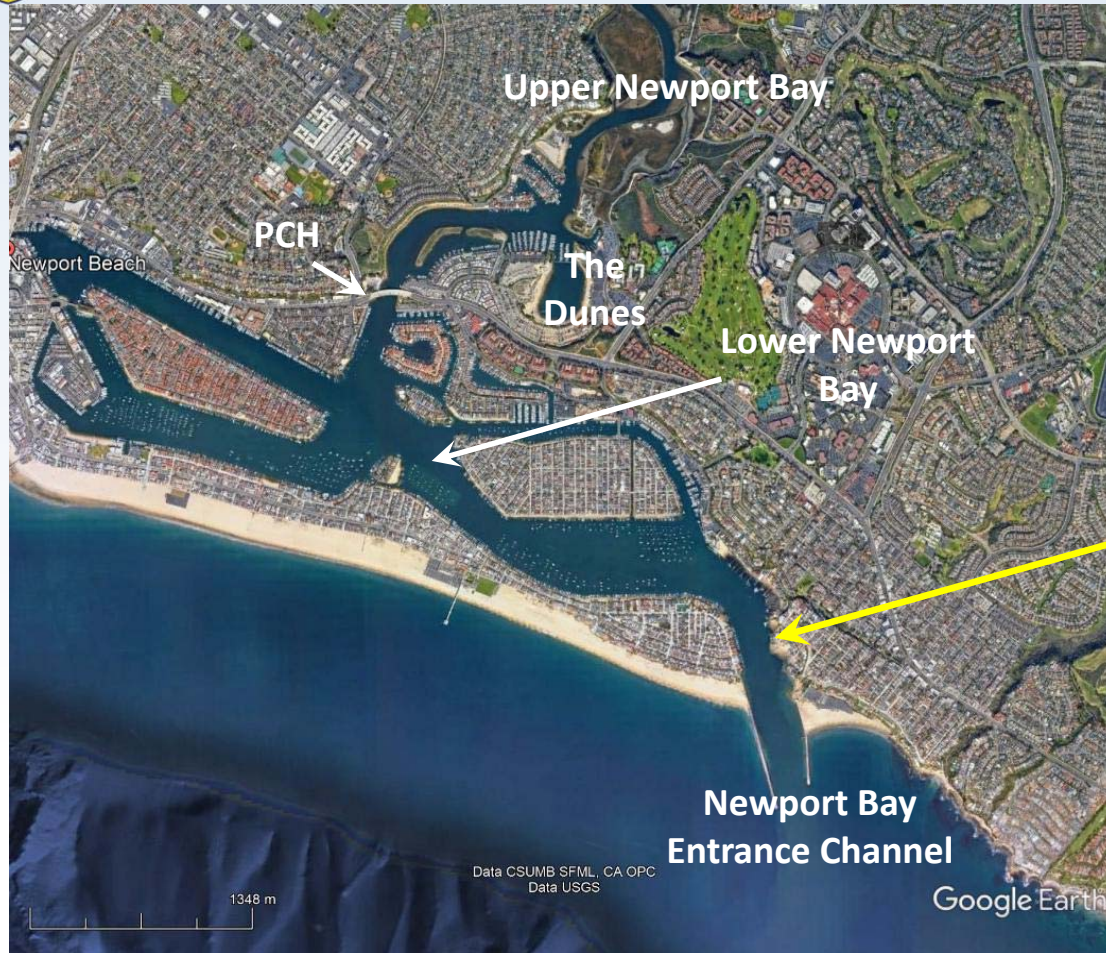 Upper Newport Bay
PCH
Newport Beach
The
Dunes
Lower Newport
Bay
Newport Bay
Entrance Channel
Data CSUMB SFML, CA OPC
Data USGS
1348 m
Google Earth